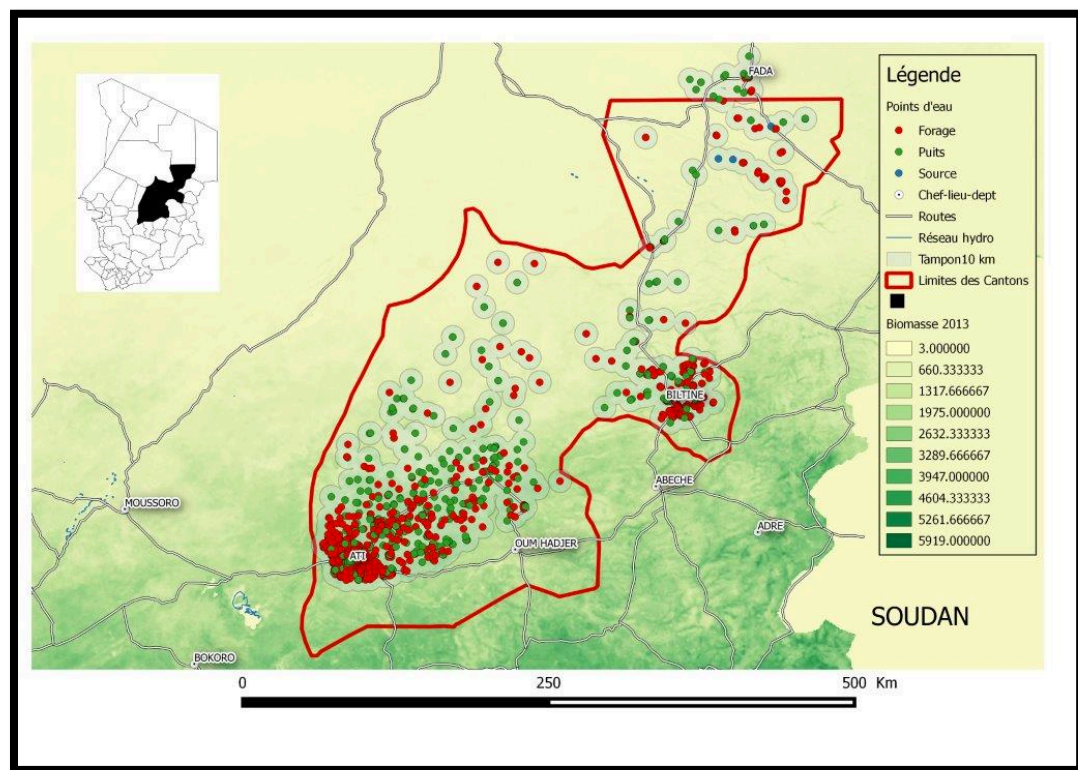 FADA
BILTINE
ABECHE
MOUSSORO
ADRE
OUM HADJER
ATI
BOKORO
SOUDAN
Légende
Points d'eau
Forage
Puits
Source
Chef-lieu-dept
Routes
Réseau hydro
Tampon10 km
Limites des Cantons
Biomasse 2013
3.000000
660.333333
1317.666667
1975.000000
2632.333333
3289.666667
3947.000000
4604.333333
5261.666667
5919.000000
0 250 500 Km